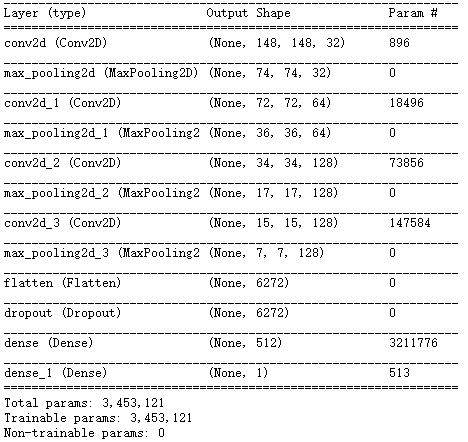 Layer (type) Output Shape Param #
conv2d (Conv2D) (None, 148, 148, 32) 896
max_pooling2d (MaxPooling2D) (None, 74, 74, 32) 0
conv2d_1 (Conv2D) (None, 72, 72, 64) 18496
max_pooling2d_1 (MaxPooling2 (None, 36, 36, 64) 0
conv2d_2 (Conv2D) (None, 34, 34, 128) 73856
max_pooling2d_2 (MaxPooling2 (None, 17, 17, 128) 0
conv2d_3 (Conv2D) (None, 15, 15, 128) 147584
max_pooling2d_3 (MaxPooling2 (None, 7, 7, 128) 0
flatten (Flatten) (None, 6272) 0
dropout (Dropout) (None, 6272) 0
dense (Dense) (None, 512) 3211776
dense_1 (Dense) (None, 1) 513
Total params: 3,453,121
Trainable params: 3,453,121
Non-trainable params: 0